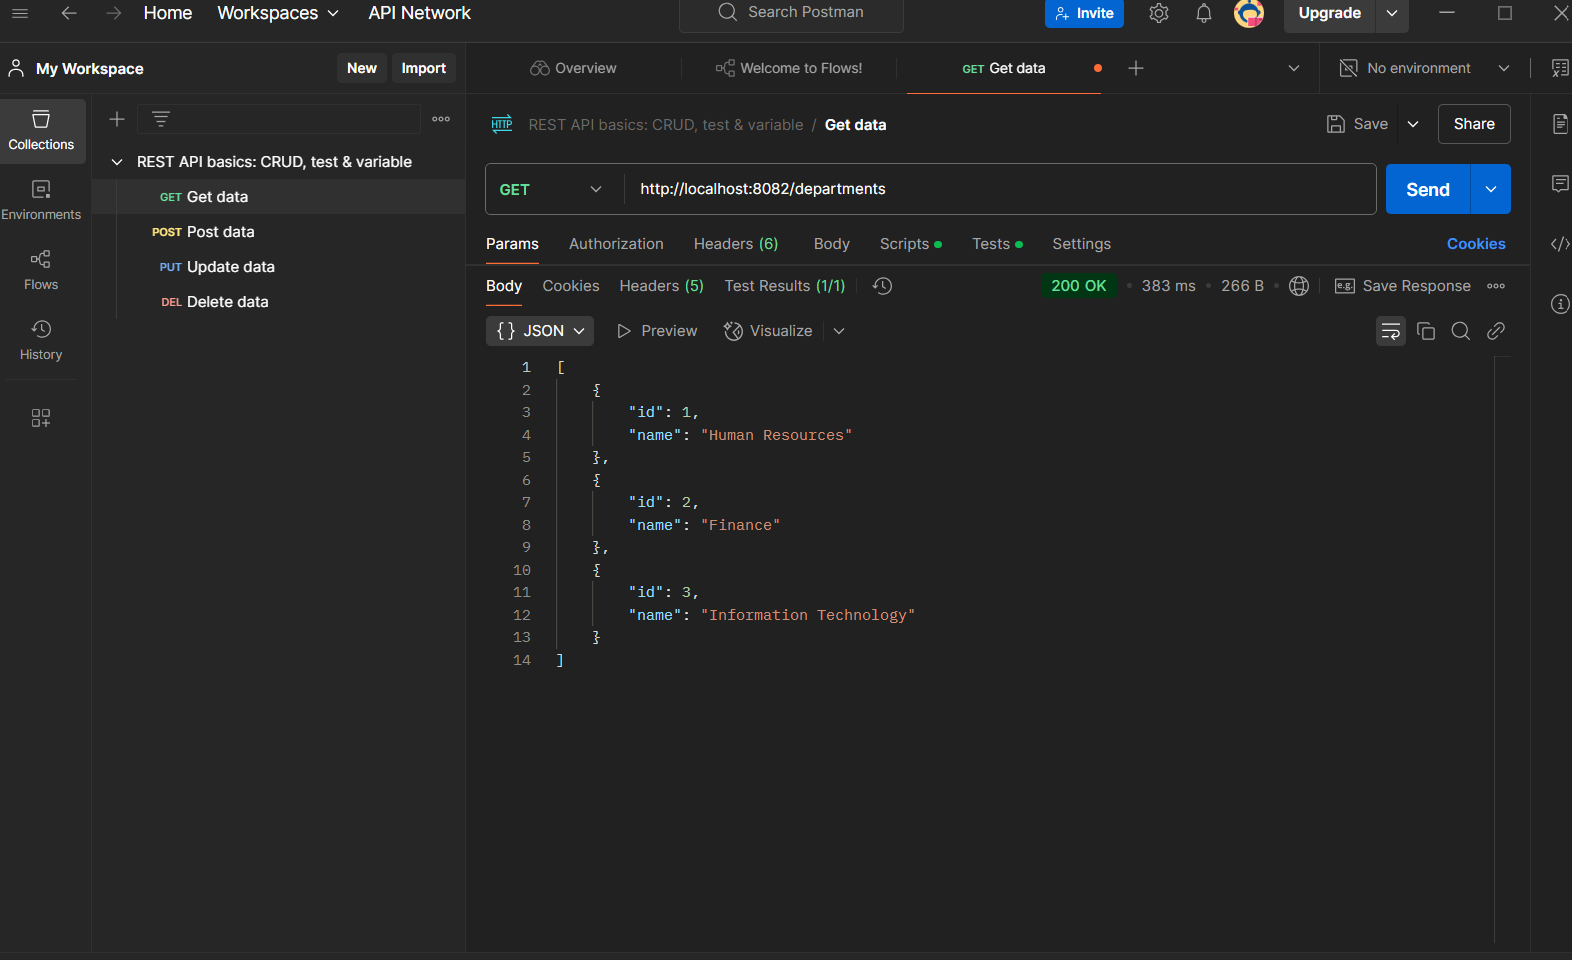 Home Workspaces API Network Search Postman Invite Upgrade
My Workspace New Import Overview Welcome to Flows! GET Get data No environment
Collections
Environments
Flows
History
REST API basics: CRUD, test & variable
GET Get data
POST Post data
PUT Update data
DEL Delete data
HTTP REST API basics: CRUD, test & variable / Get data Save Share
GET http://localhost:8082/departments Send
Params Authorization Headers (6) Body Scripts Tests Settings Cookies
Body Cookies Headers (5) Test Results (1/1) 200 OK • 383 ms • 266 B • e.g. Save Response
{} JSON Preview Visualize
1 [
2 {
3 "id": 1,
4 "name": "Human Resources"
5 },
6 {
7 "id": 2,
8 "name": "Finance"
9 },
10 {
11 "id": 3,
12 "name": "Information Technology"
13 }
14 ]